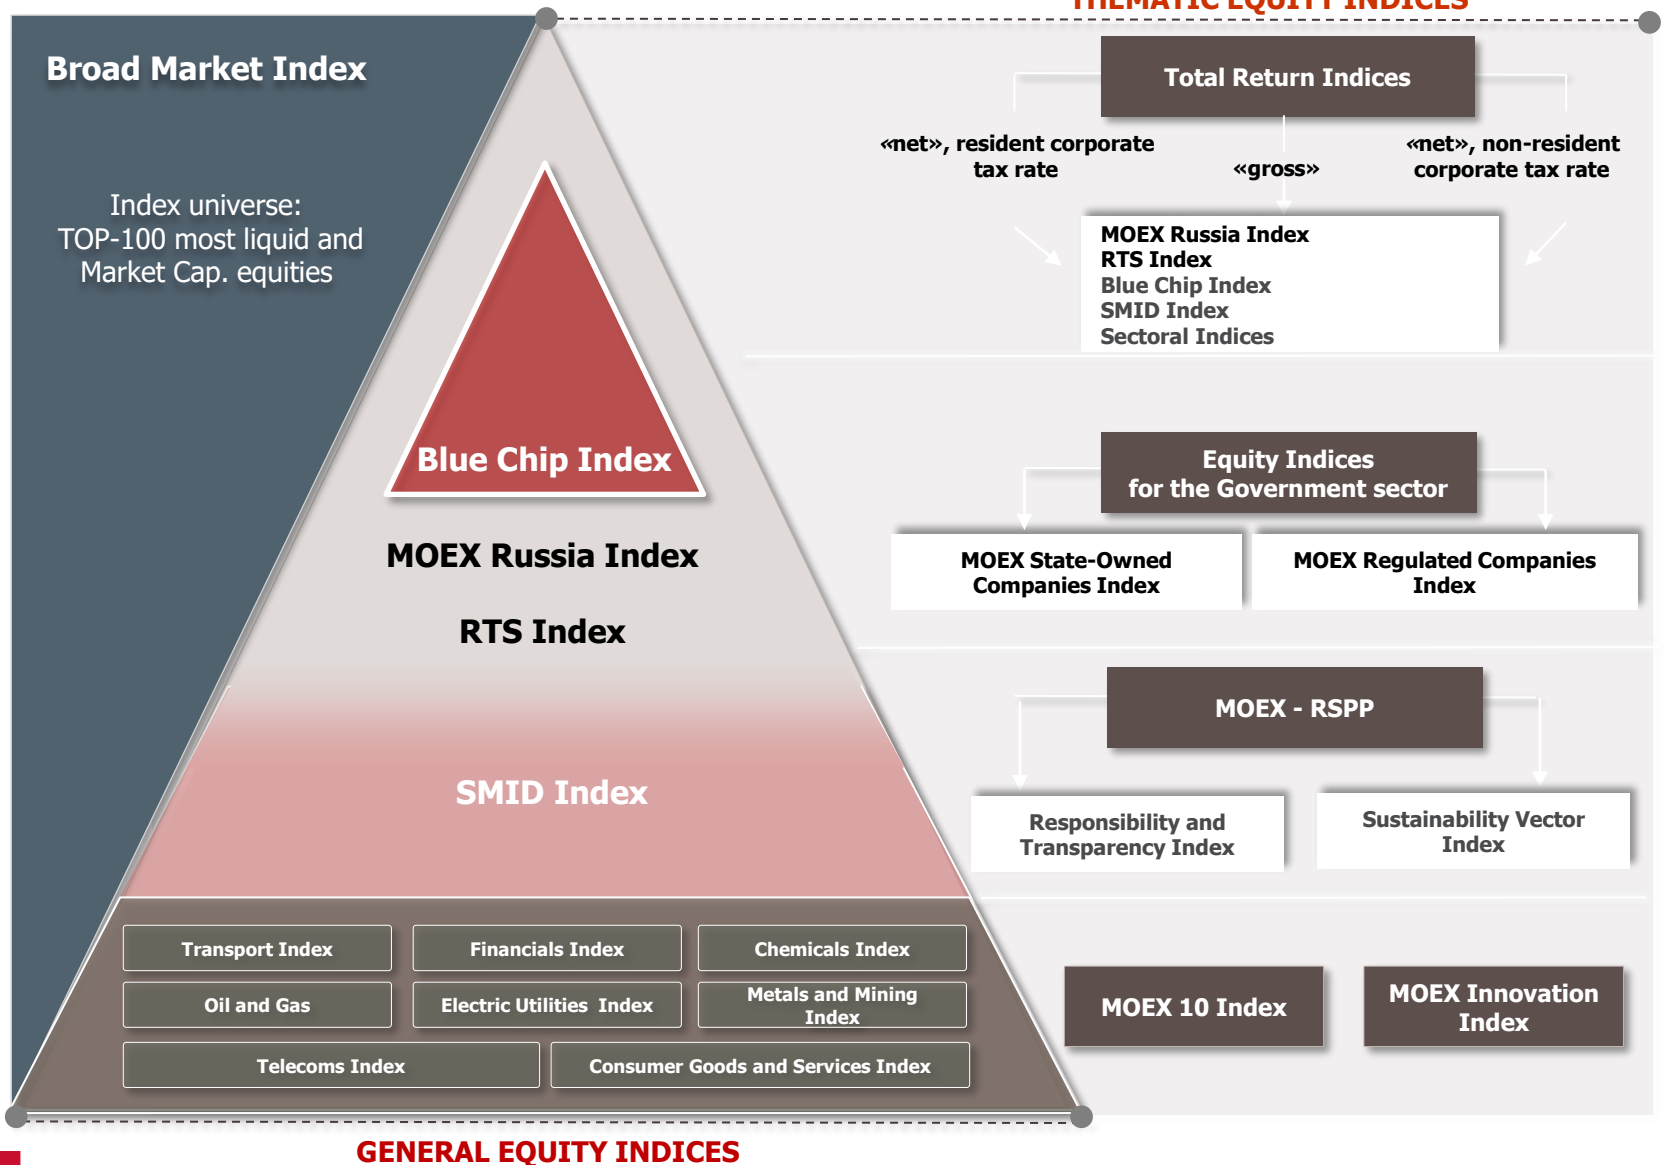 THEMATIC EQUITY INDICES
Broad Market Index
Index universe:
TOP-100 most liquid and
Market Cap. equities
Blue Chip Index
MOEX Russia Index
RTS Index
SMID Index
Transport Index
Financials Index
Chemicals Index
Oil and Gas
Electric Utilities  Index
Metals and Mining
Index
Telecoms Index
Consumer Goods and Services Index
GENERAL EQUITY INDICES
Total Return Indices
«net», resident corporate
tax rate
«gross»
«net», non-resident
corporate tax rate
MOEX Russia Index
RTS Index
Blue Chip Index
SMID Index
Sectoral Indices
Equity Indices
for the Government sector
MOEX State-Owned
Companies Index
MOEX Regulated Companies
Index
MOEX - RSPP
Responsibility and
Transparency Index
Sustainability Vector
Index
MOEX 10 Index
MOEX Innovation
Index